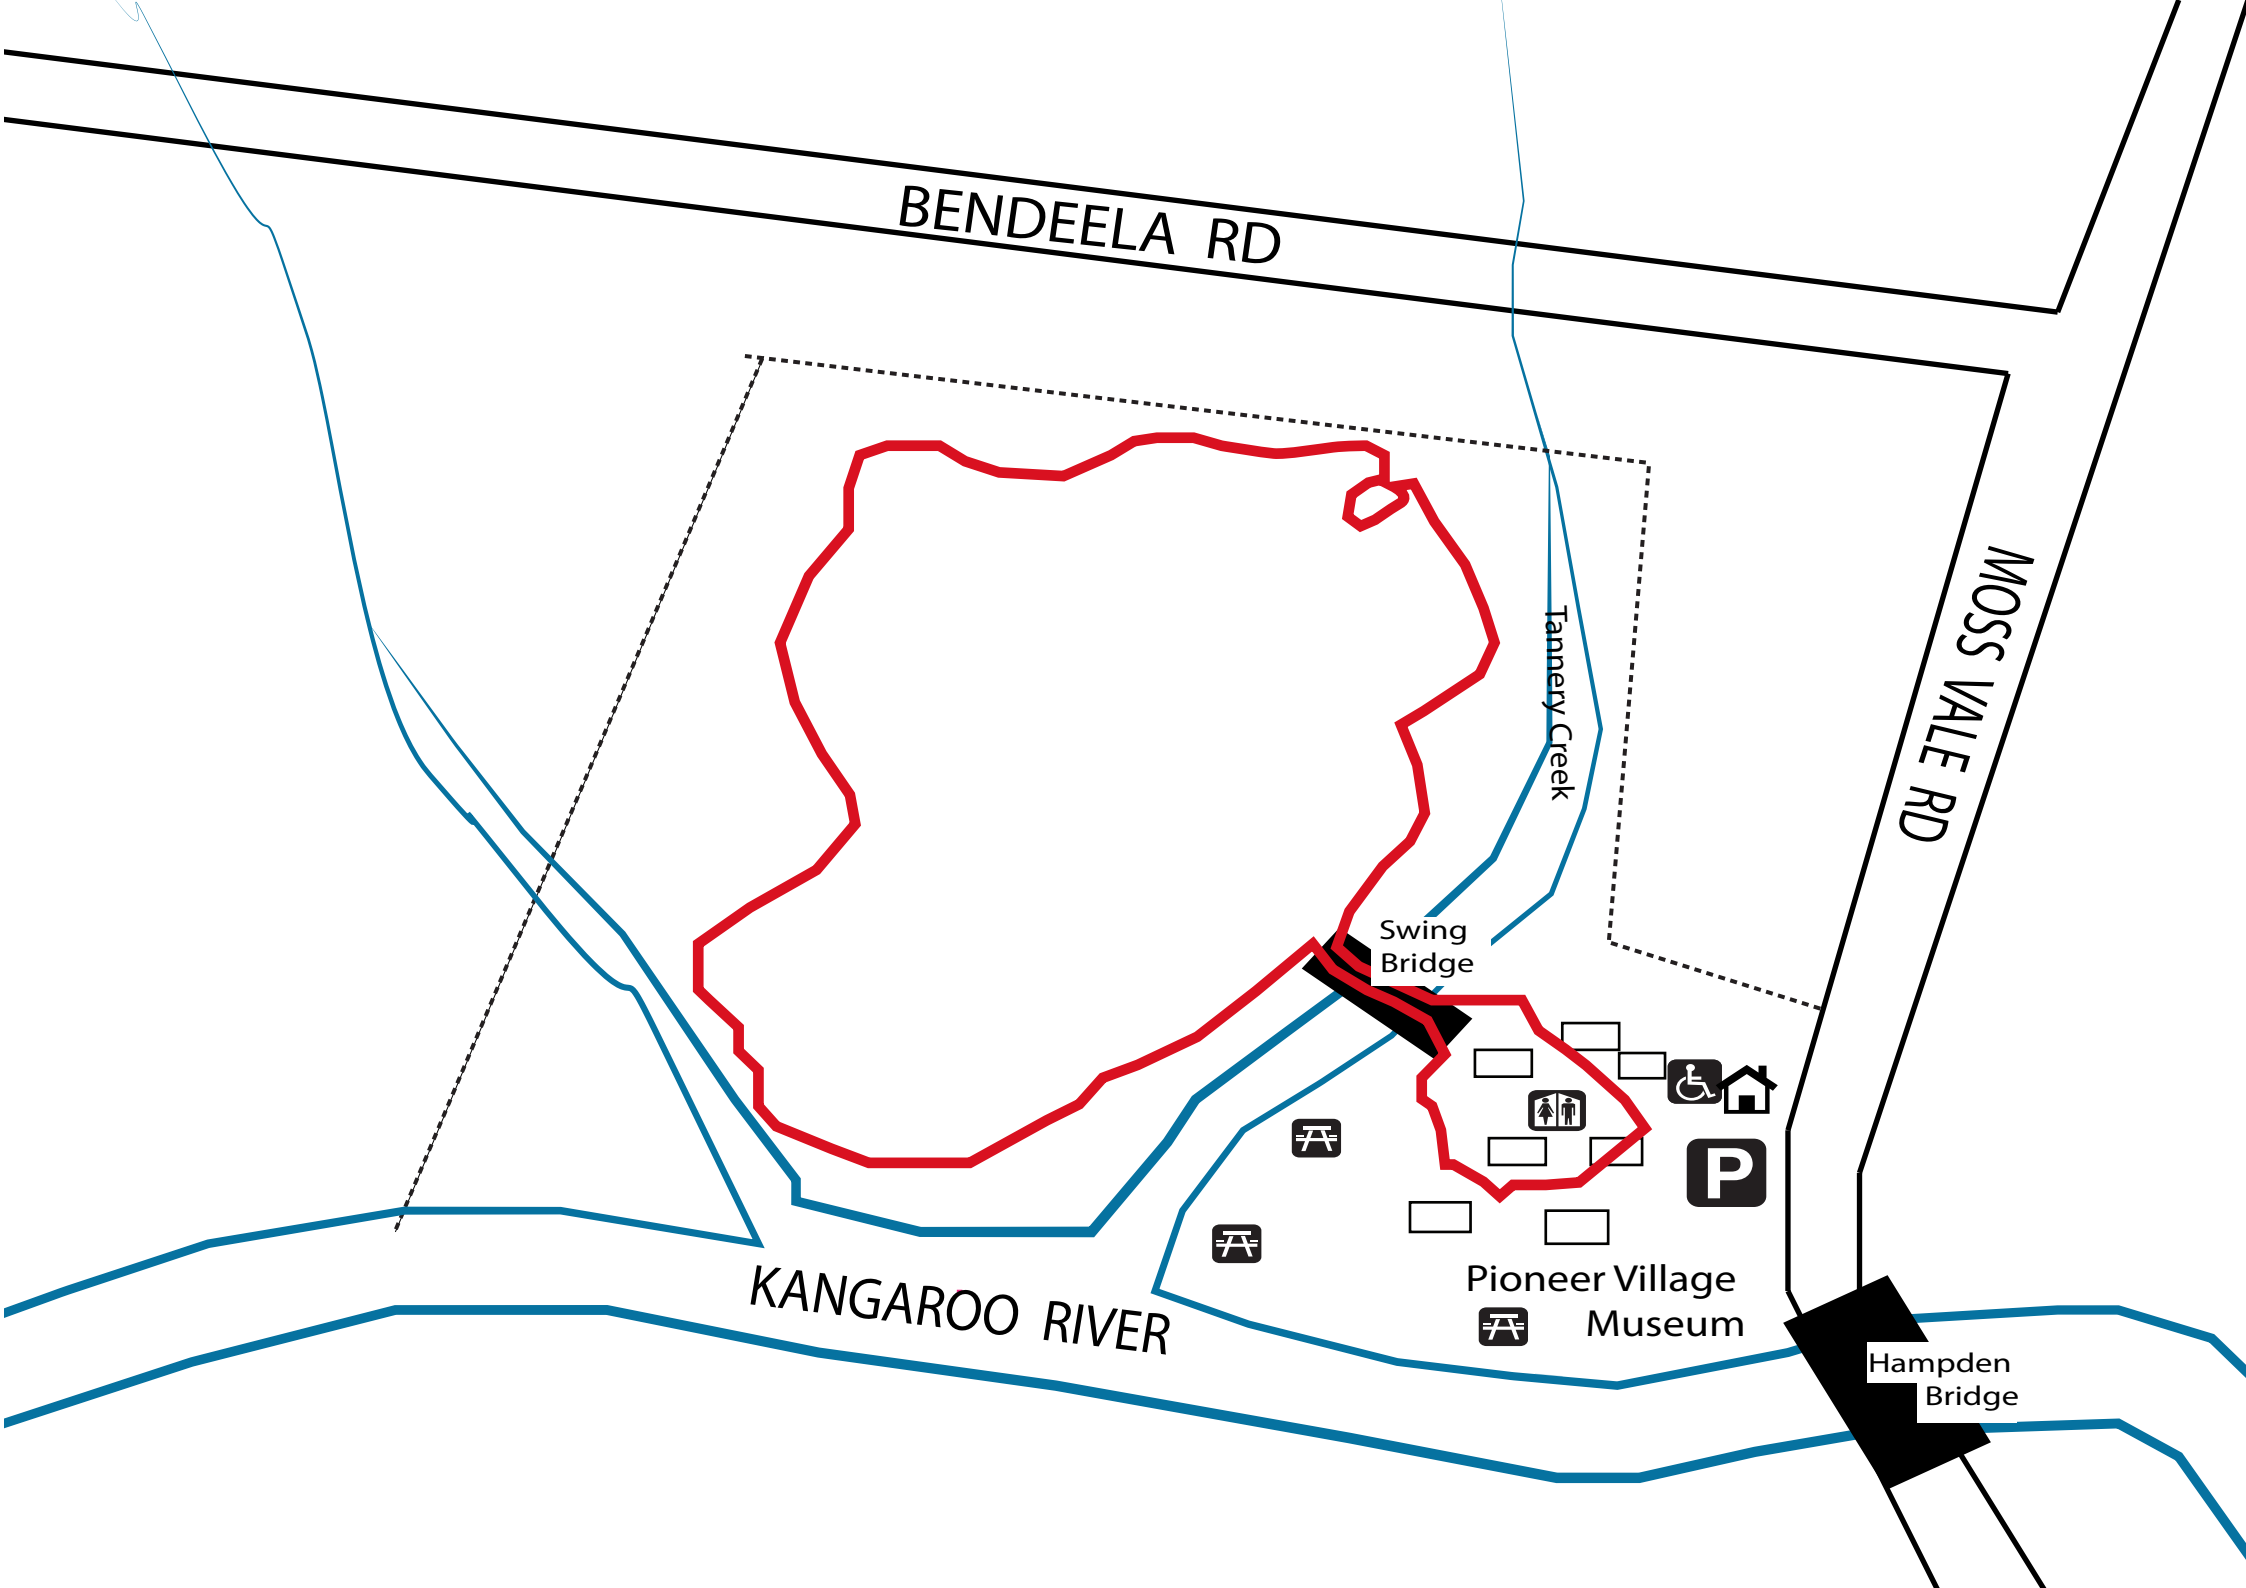 BENDEELA RD
MOSS VALE RD
Tannery Creek
Swing
Bridge
P
KANGAROO RIVER
Pioneer Village
Museum
Hampden
Bridge